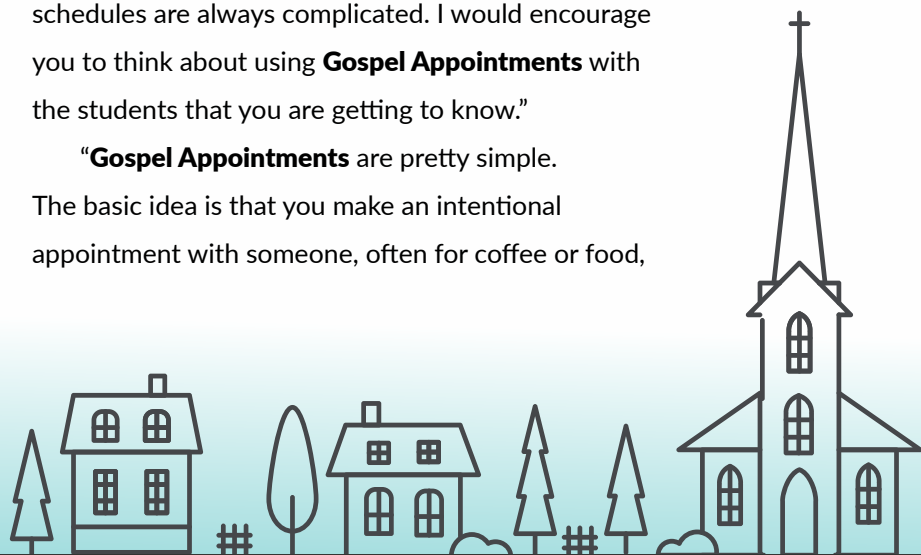 schedules are always complicated. I would encourage
you to think about using Gospel Appointments with
the students that you are getting to know.”
“Gospel Appointments are pretty simple.
The basic idea is that you make an intentional
appointment with someone, often for coffee or food,